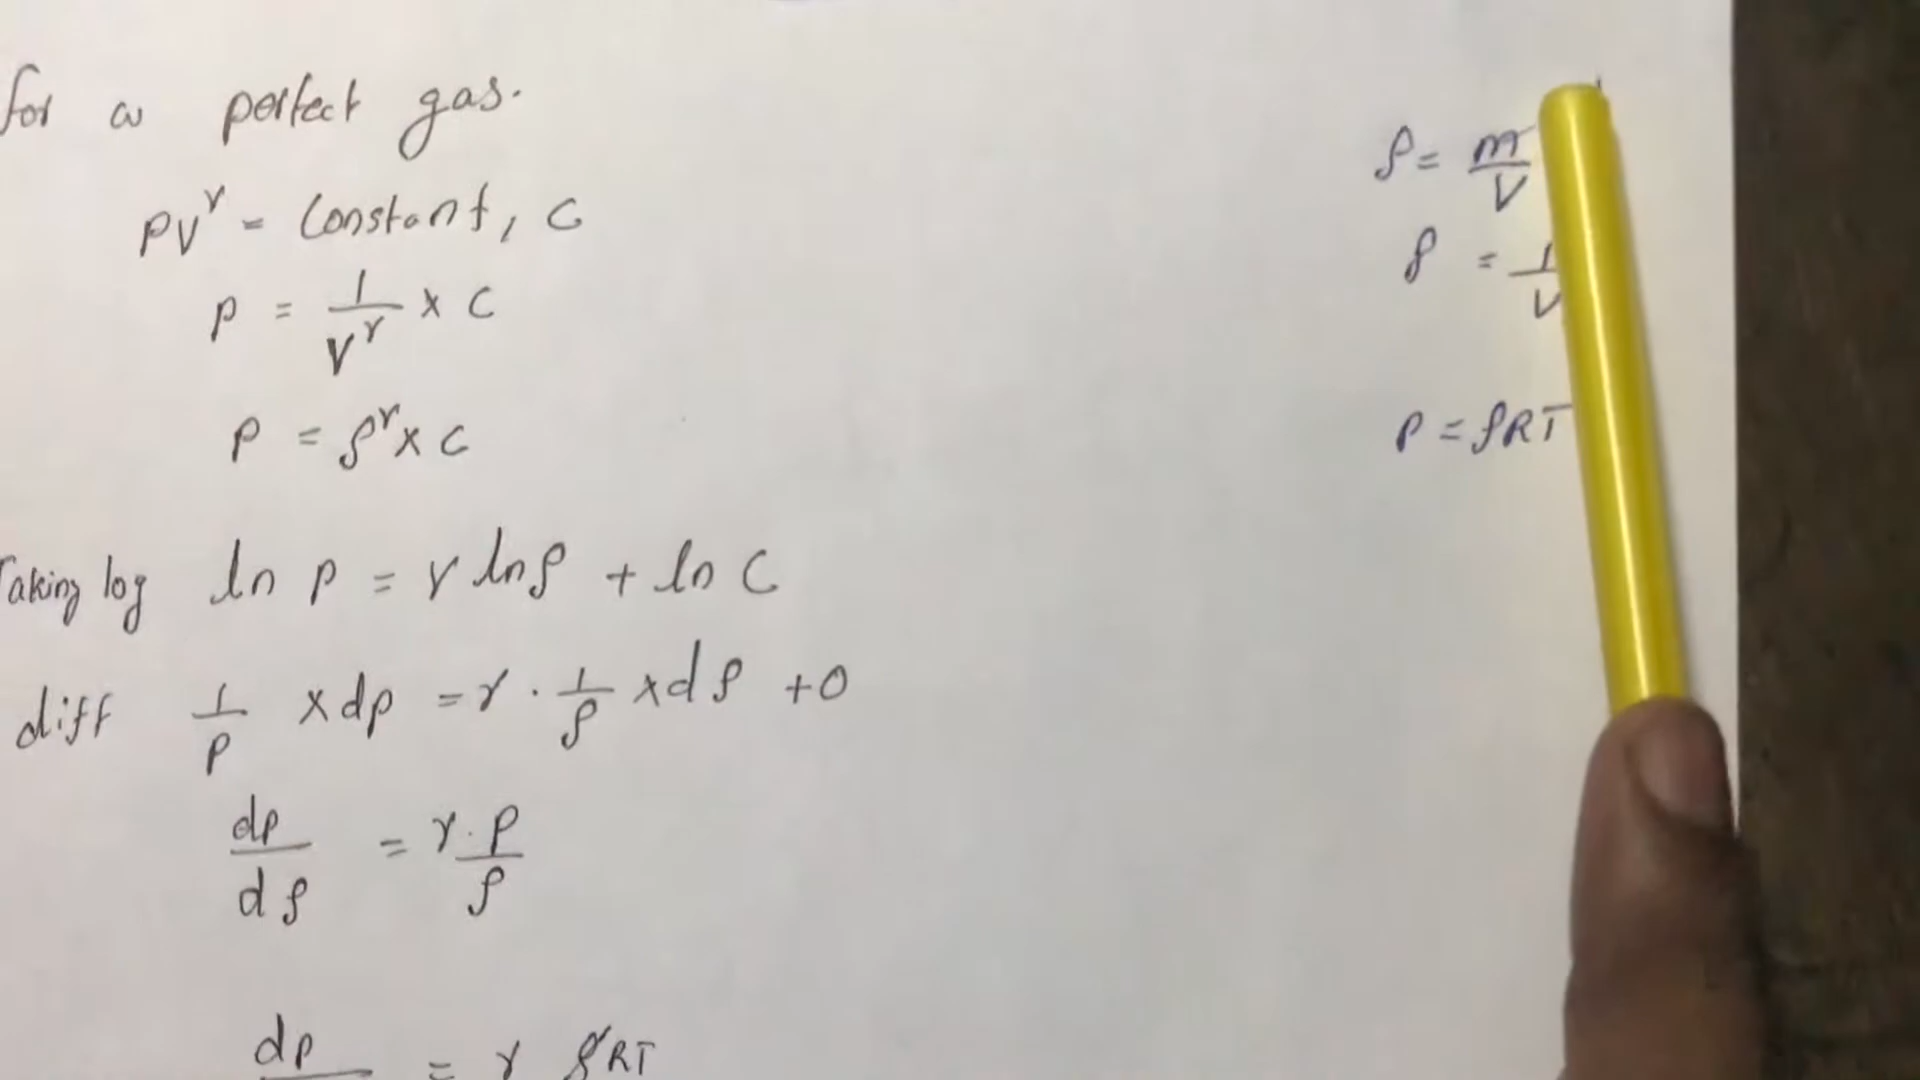 for a perfect gas.
PV^γ = Constant, C
P = 1/V^γ × C
P = ρ^γ × C
Taking log ln P = γ ln ρ + ln C
diff 1/P × dp = γ · 1/ρ × dρ + 0
dp/dρ = γ · P/ρ
dp = γ ρRT
ρ = m/V
ρ = 1/V
P = ρRT